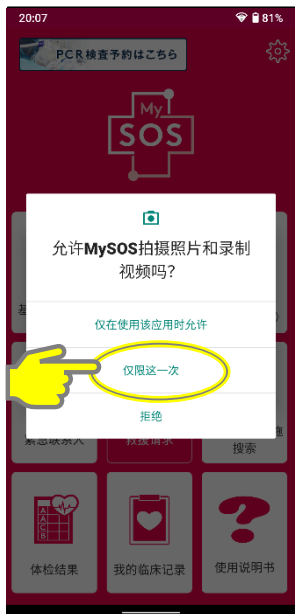 20:07
81%
PCR検査予約はこちら
My
SOS
允许MySOS拍摄照片和录制
视频吗？
仅在使用该应用时允许
仅限这一次
拒绝
紧急联系人
救援请求
搜索
体检结果
我的临床记录
使用说明书